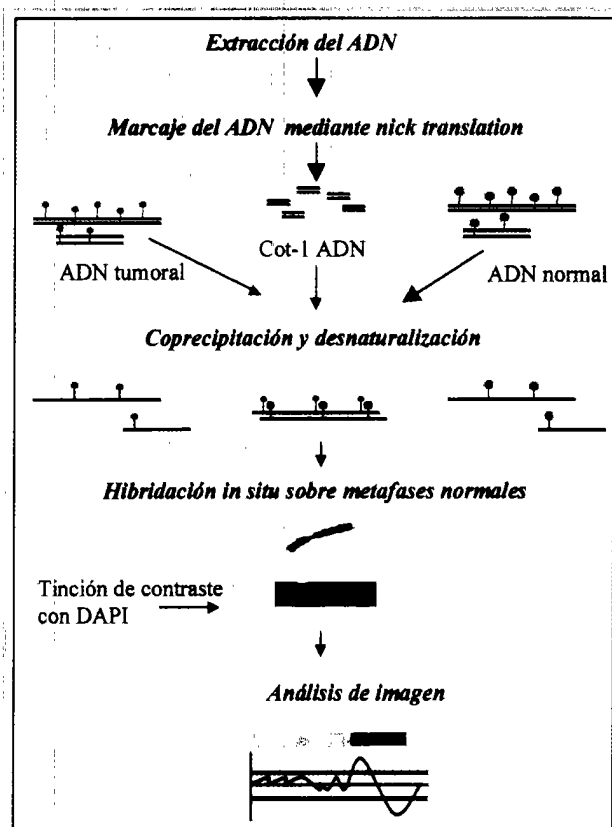 Extracción del ADN
Marcaje del ADN mediante nick translation
Cot-1 ADN
ADN tumoral
ADN normal
Coprecipitación y desnaturalización
Hibridación in situ sobre metafases normales
Tinción de contraste
con DAPI
Análisis de imagen